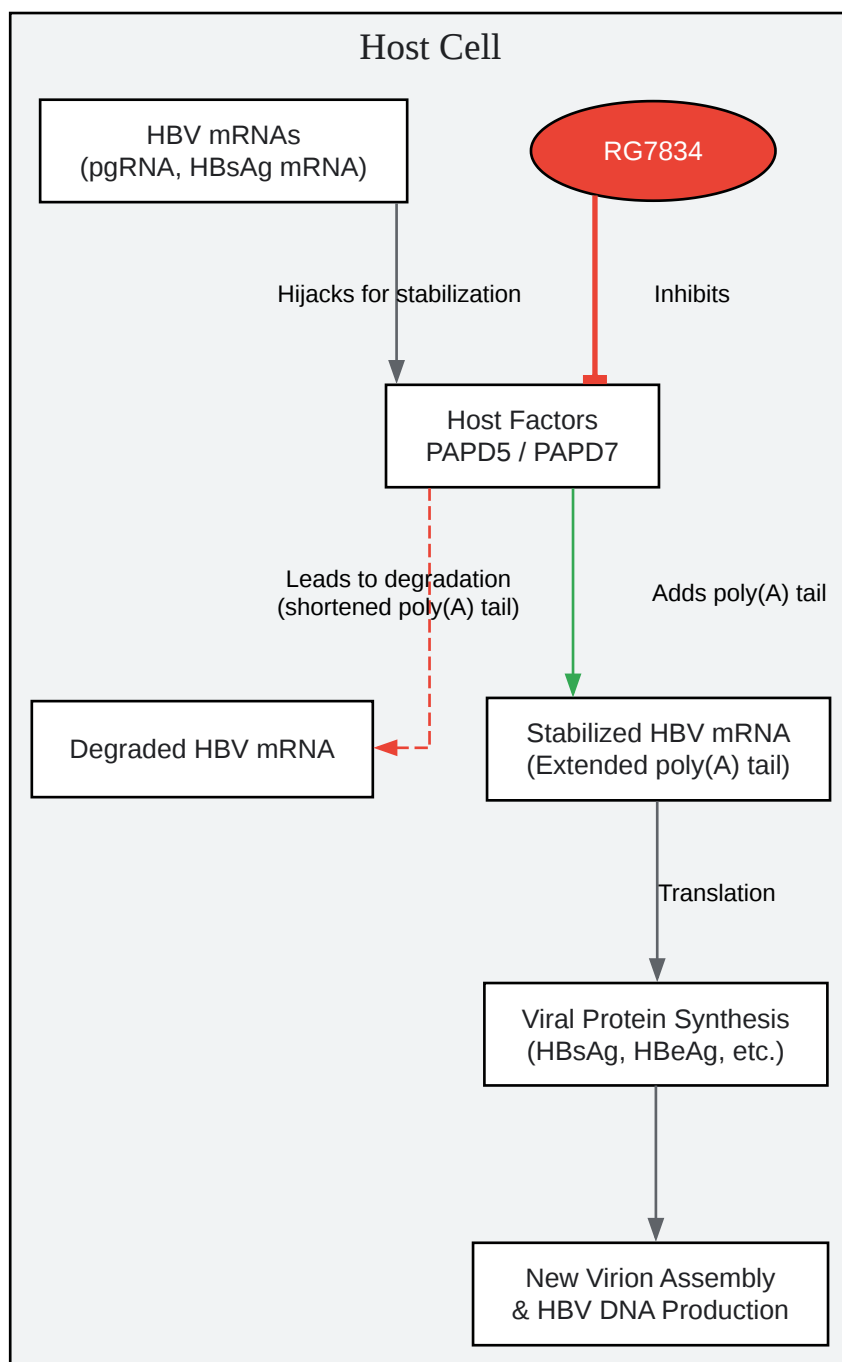 Host Cell
HBV mRNAs
(pgRNA, HBsAg mRNA)
RG7834
Hijacks for stabilization
Inhibits
Host Factors
PAPD5 / PAPD7
Leads to degradation
(shortened poly(A) tail)
Adds poly(A) tail
Degraded HBV mRNA
Stabilized HBV mRNA
(Extended poly(A) tail)
Translation
Viral Protein Synthesis
(HBsAg, HBeAg, etc.)
New Virion Assembly
& HBV DNA Production